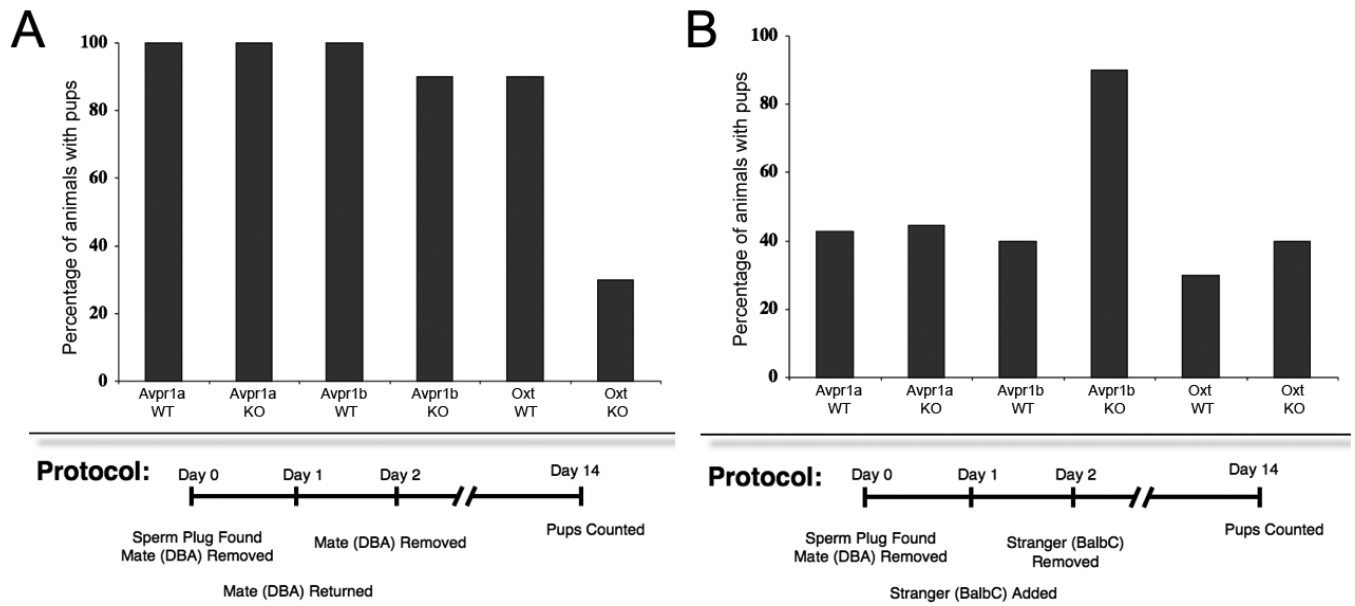 A
Percentage of animals with pups
100
80
60
40
20
0
Avpr1a Avpr1a Avpr1b Avpr1b Oxt Oxt
WT KO WT KO WT KO
Protocol:
Day 0 Day 1 Day 2 Day 14
Sperm Plug Found
Mate (DBA) Removed
Mate (DBA) Removed
Pups Counted
Mate (DBA) Returned
B
Percentage of animals with pups
100
80
60
40
20
0
Avpr1a Avpr1a Avpr1b Avpr1b Oxt Oxt
WT KO WT KO WT KO
Protocol:
Day 0 Day 1 Day 2 Day 14
Sperm Plug Found
Mate (DBA) Removed
Stranger (BalbC)
Removed
Pups Counted
Stranger (BalbC) Added